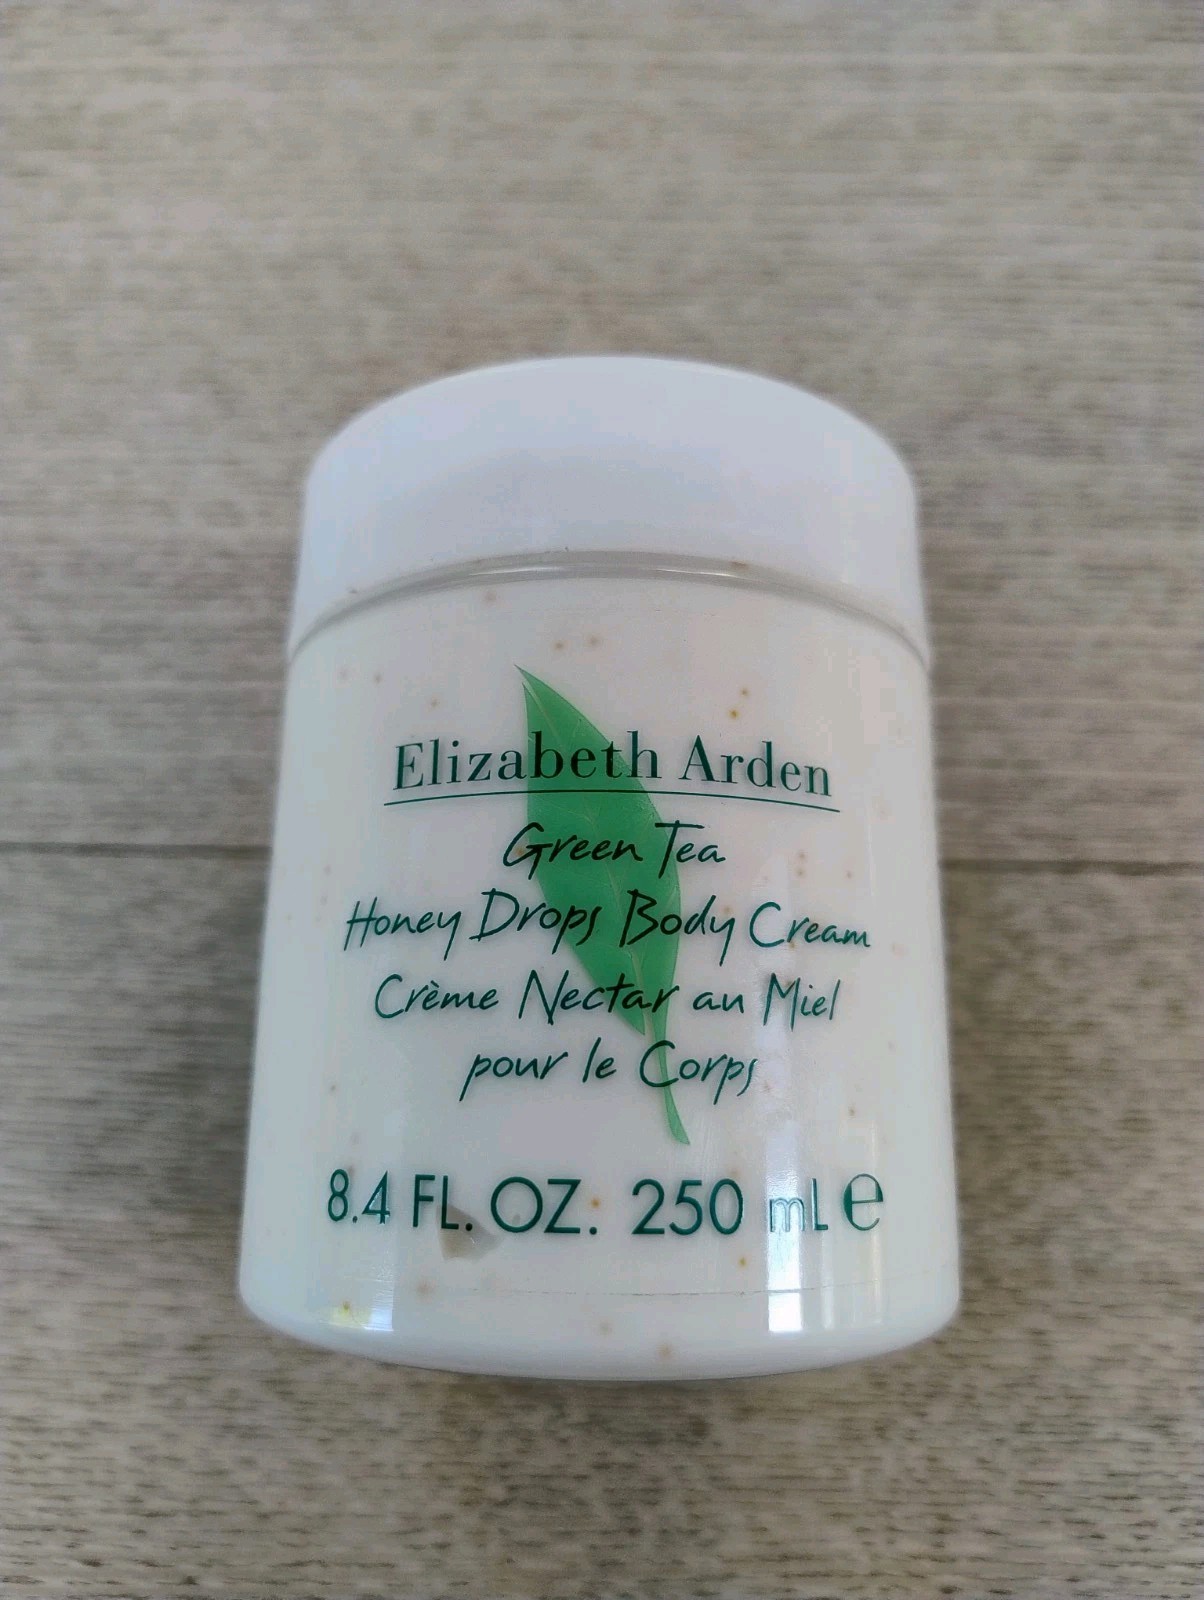 Elizabeth Arden
Green Tea
Honey Drops Body Cream
Crème Nectar au Miel
pour le Corps
8.4 FL. OZ. 250 mL e